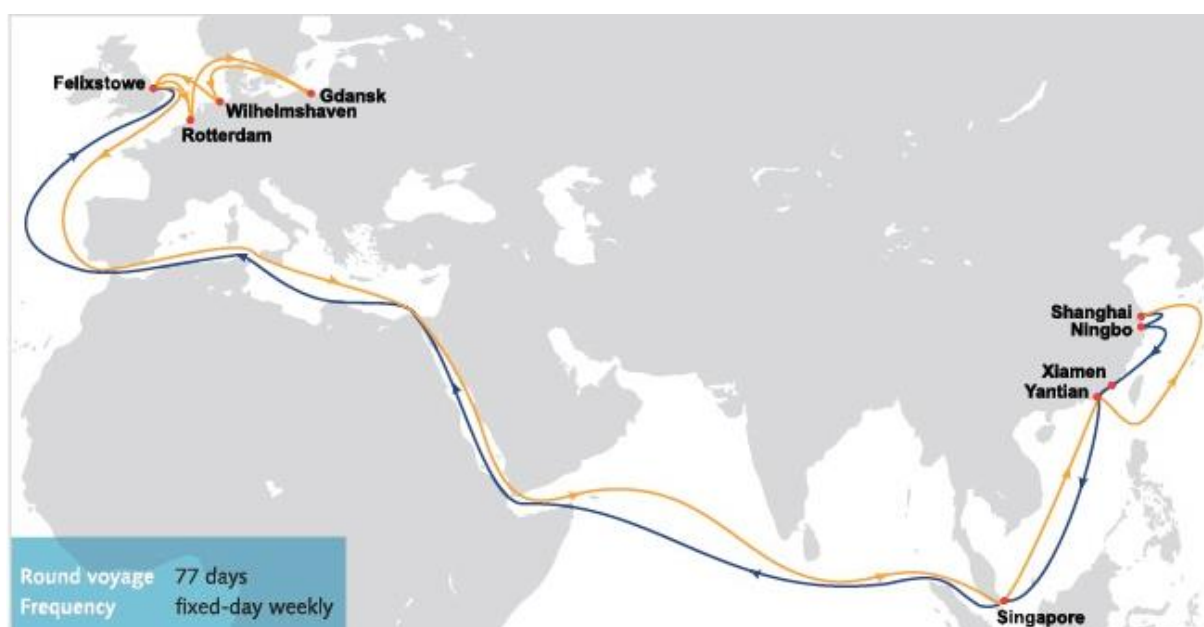 Felixstowe
Gdansk
Wilhelmshaven
Rotterdam
Shanghai
Ningbo
Xiamen
Yantian
Singapore
Round voyage 77 days
Frequency fixed-day weekly